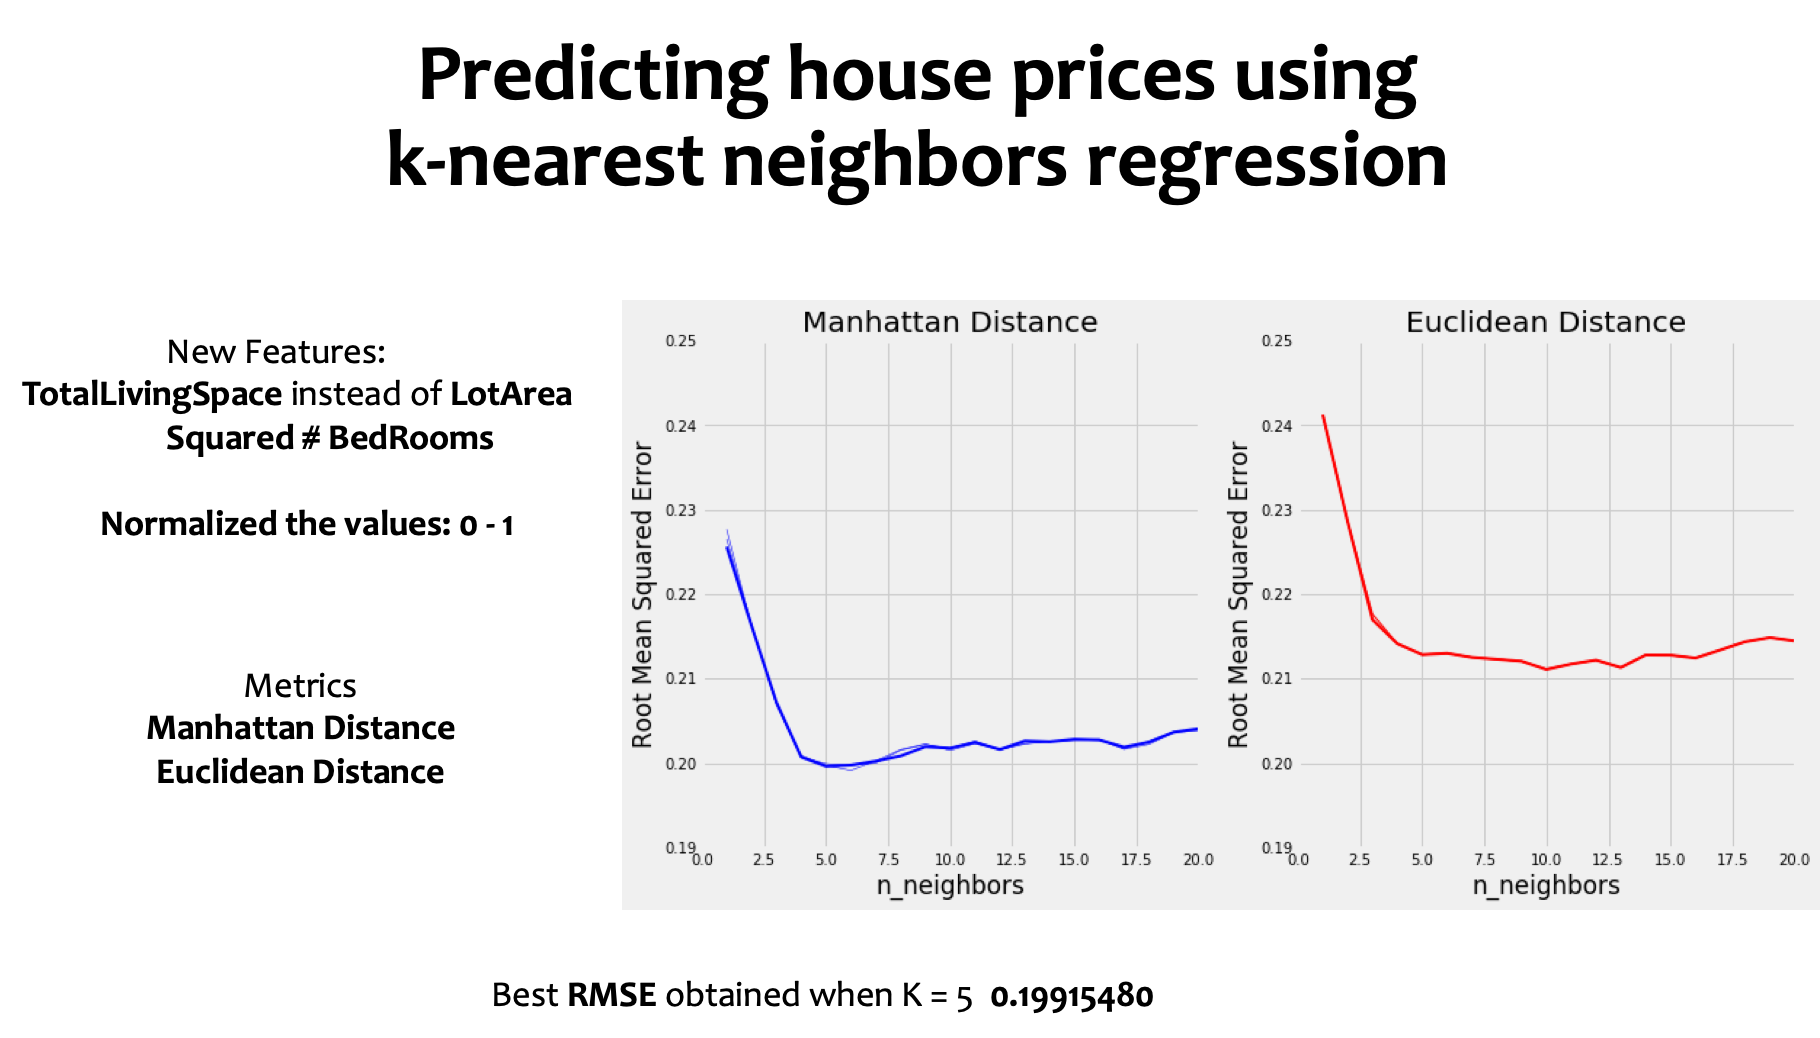 Predicting house prices using
k-nearest neighbors regression
New Features:
TotalLivingSpace instead of LotArea
Squared # BedRooms
Normalized the values: 0 - 1
Metrics
Manhattan Distance
Euclidean Distance
Manhattan Distance
Root Mean Squared Error
0.25
0.24
0.23
0.22
0.21
0.20
0.19
0.0 2.5 5.0 7.5 10.0 12.5 15.0 17.5 20.0
n_neighbors
Euclidean Distance
Root Mean Squared Error
0.25
0.24
0.23
0.22
0.21
0.20
0.19
0.0 2.5 5.0 7.5 10.0 12.5 15.0 17.5 20.0
n_neighbors
Best RMSE obtained when K = 5 0.19915480